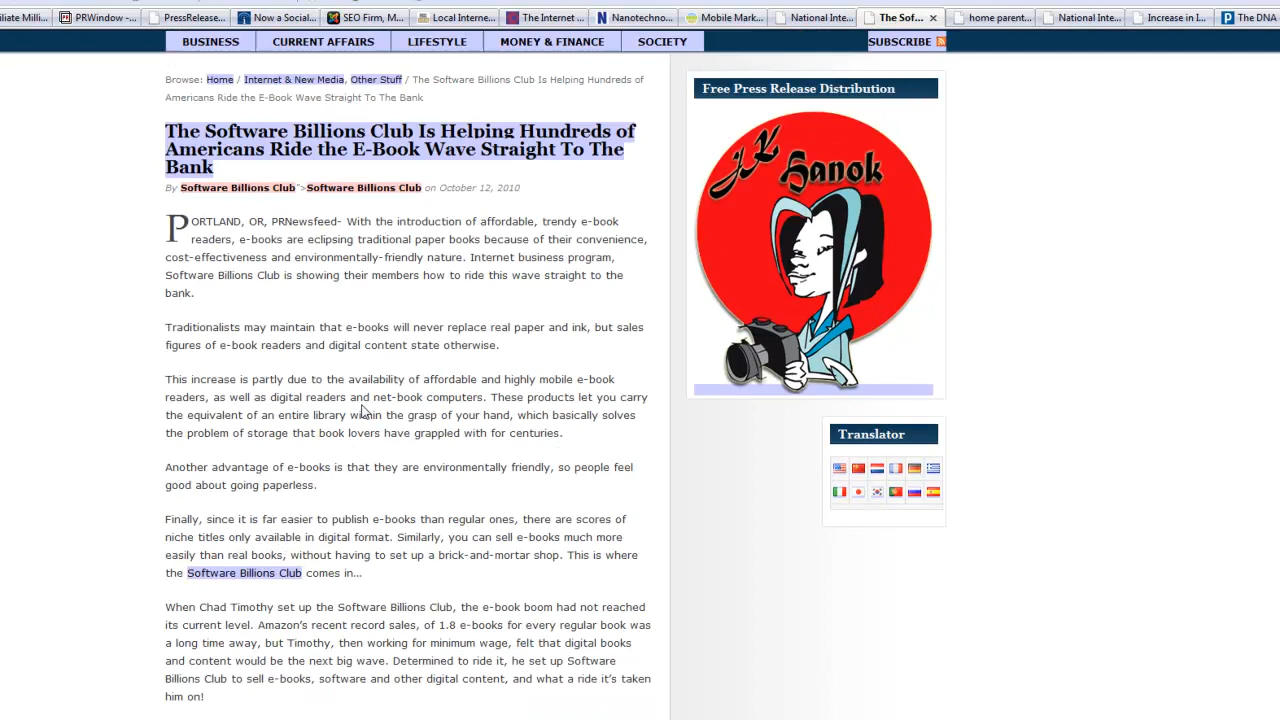 iliate Milli...
PRWindow -...
PressRelease...
Now a Social...
SEO Firm, M...
Local Interne...
The Internet ...
Nanotechno...
Mobile Mark...
National Inte...
The Sof...
home parent...
National Inte...
Increase in I...
The DNA
BUSINESS
CURRENT AFFAIRS
LIFESTYLE
MONEY & FINANCE
SOCIETY
SUBSCRIBE
Browse: Home / Internet & New Media, Other Stuff / The Software Billions Club Is Helping Hundreds of
Americans Ride the E-Book Wave Straight To The Bank
The Software Billions Club Is Helping Hundreds of
Americans Ride the E-Book Wave Straight To The
Bank
By Software Billions Club">Software Billions Club on October 12, 2010
PORTLAND, OR, PRNewsfeed- With the introduction of affordable, trendy e-book
readers, e-books are eclipsing traditional paper books because of their convenience,
cost-effectiveness and environmentally-friendly nature. Internet business program,
Software Billions Club is showing their members how to ride this wave straight to the
bank.
Traditionalists may maintain that e-books will never replace real paper and ink, but sales
figures of e-book readers and digital content state otherwise.
This increase is partly due to the availability of affordable and highly mobile e-book
readers, as well as digital readers and net-book computers. These products let you carry
the equivalent of an entire library within the grasp of your hand, which basically solves
the problem of storage that book lovers have grappled with for centuries.
Another advantage of e-books is that they are environmentally friendly, so people feel
good about going paperless.
Finally, since it is far easier to publish e-books than regular ones, there are scores of
niche titles only available in digital format. Similarly, you can sell e-books much more
easily than real books, without having to set up a brick-and-mortar shop. This is where
the Software Billions Club comes in...
When Chad Timothy set up the Software Billions Club, the e-book boom had not reached
its current level. Amazon's recent record sales, of 1.8 e-books for every regular book was
a long time away, but Timothy, then working for minimum wage, felt that digital books
and content would be the next big wave. Determined to ride it, he set up Software
Billions Club to sell e-books, software and other digital content, and what a ride it's taken
him on!
Free Press Release Distribution
JK Hanok
Translator